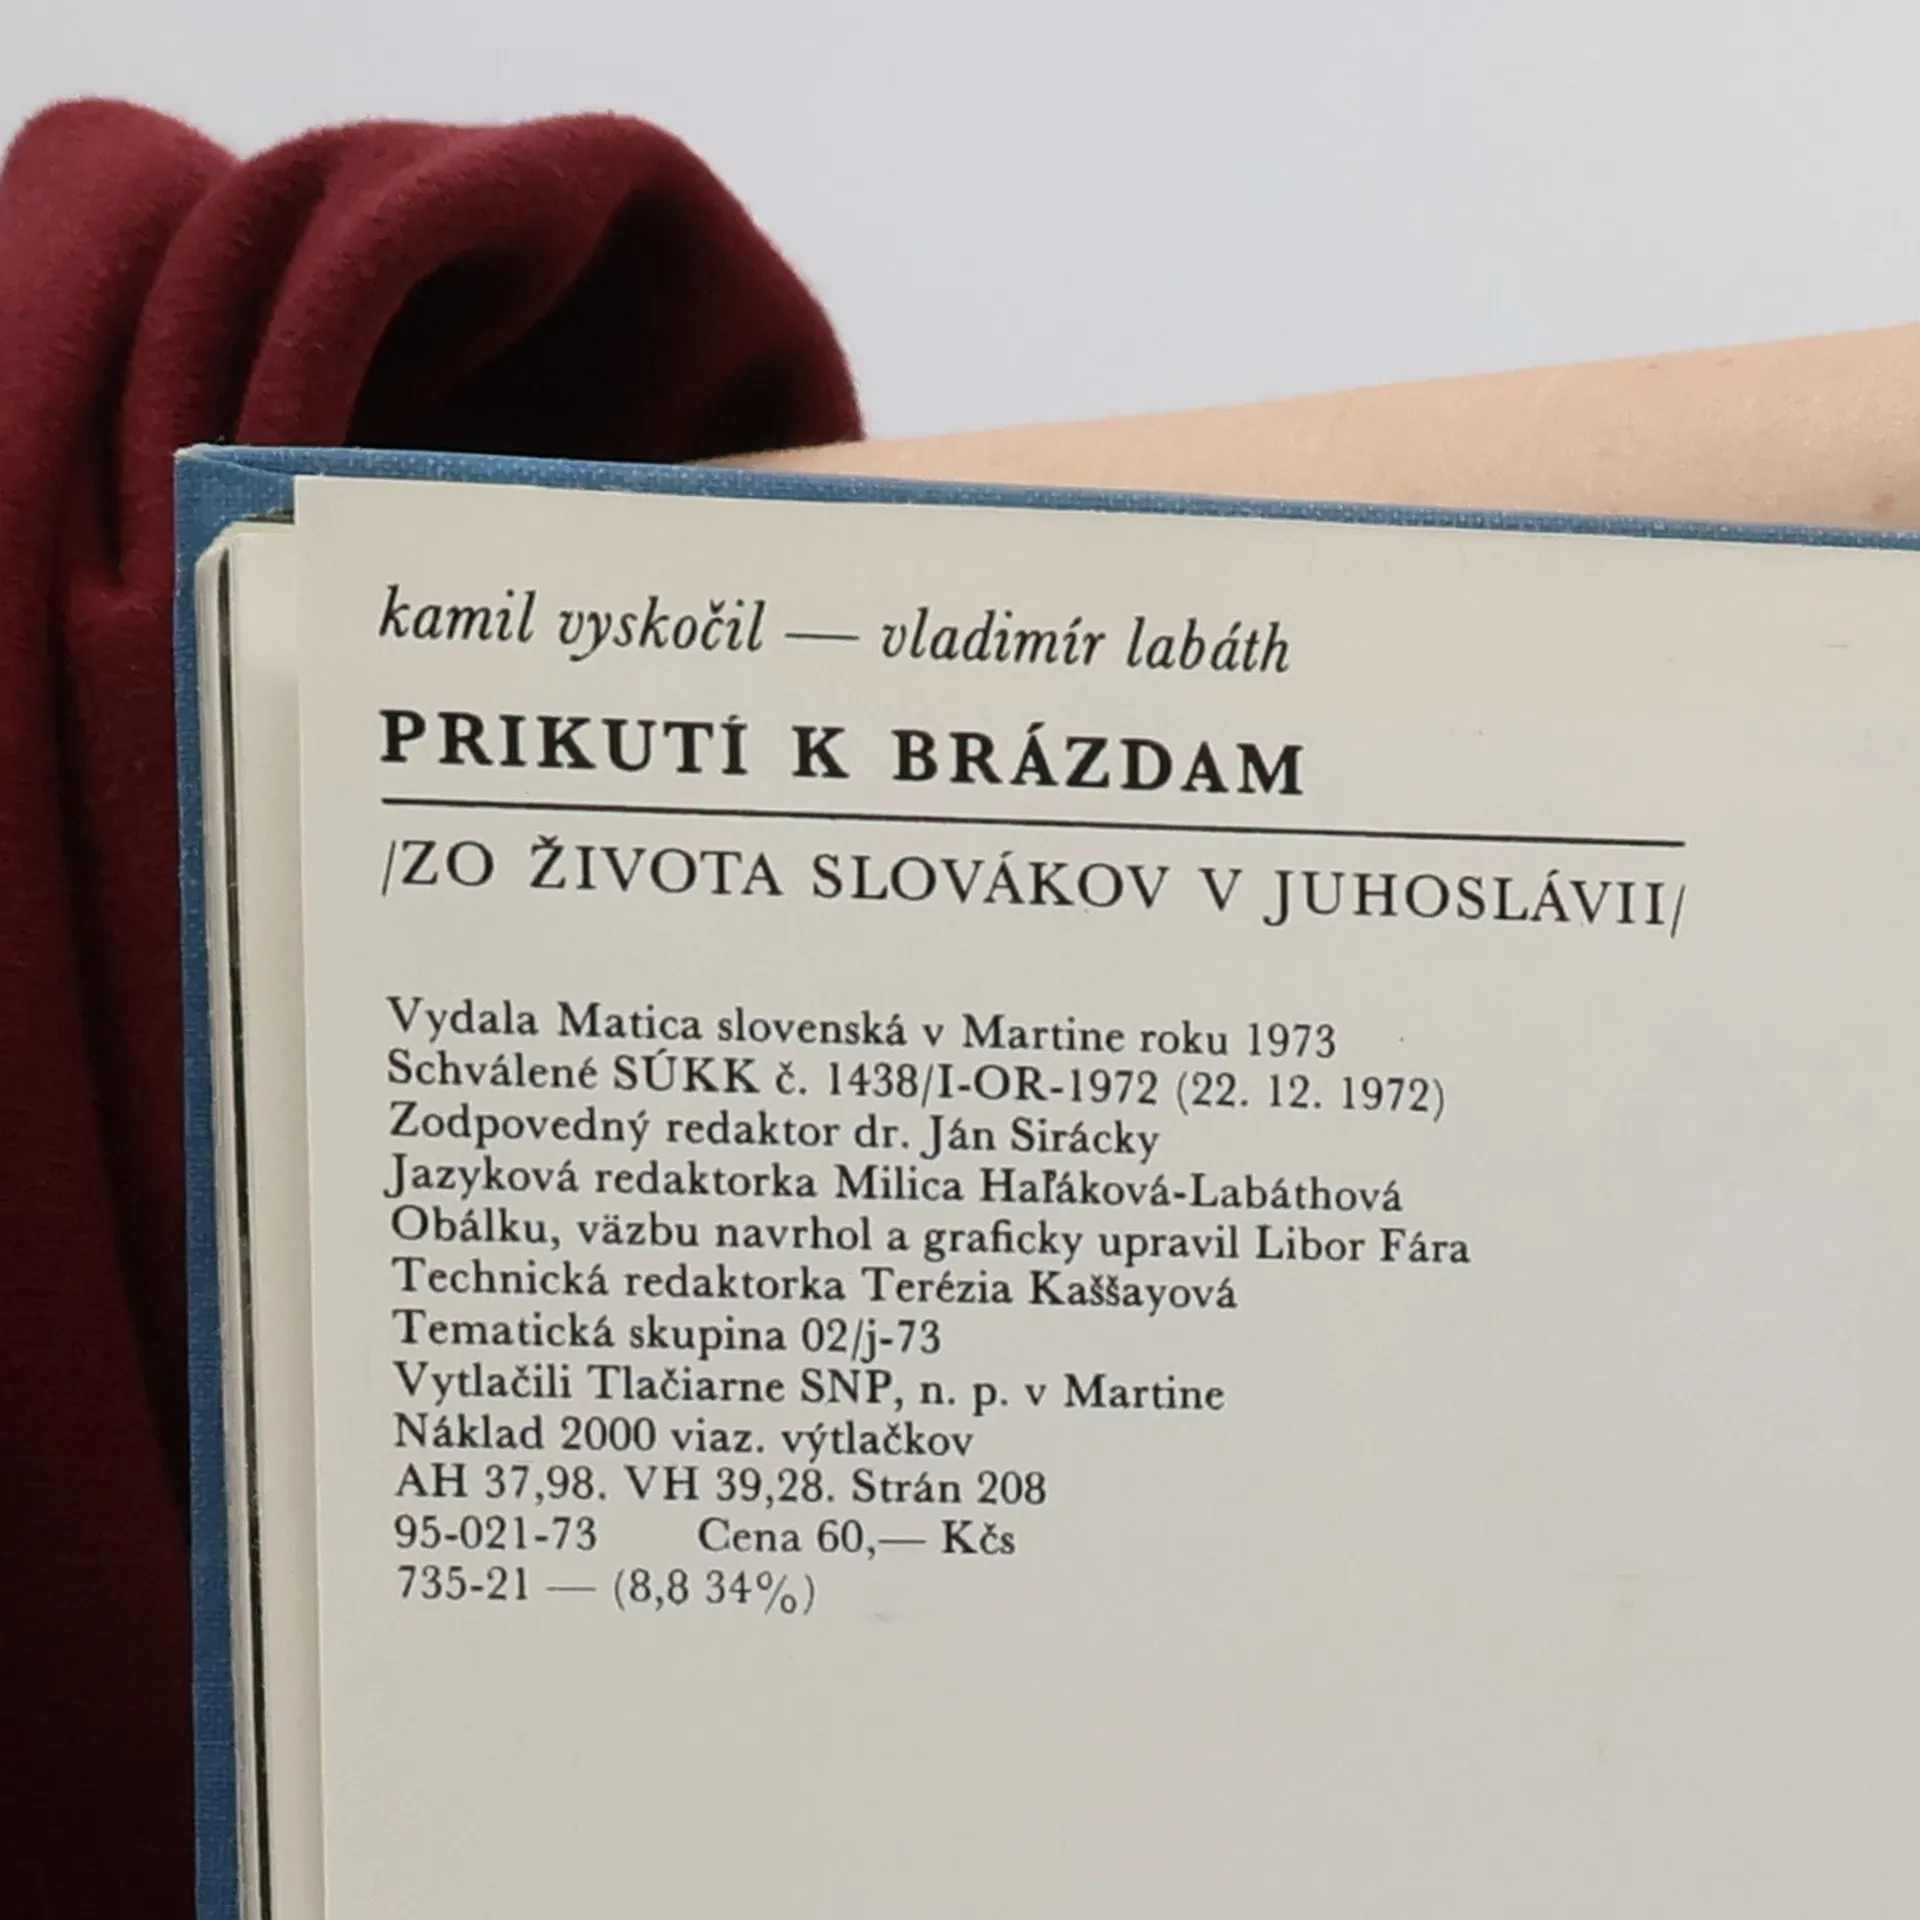 kamil vyskočil — vladimír labáth
PRIKUTÍ K BRÁZDAM
/ZO ŽIVOTA SLOVÁKOV V JUHOSLÁVII/
Vydala Matica slovenská v Martine roku 1973
Schválené SÚKK č. 1438/I-OR-1972 (22. 12. 1972)
Zodpovedný redaktor dr. Ján Sirácky
Jazyková redaktorka Milica Haľáková-Labáthová
Obálku, väzbu navrhol a graficky upravil Libor Fára
Technická redaktorka Terézia Kaššayová
Tematická skupina 02/j-73
Vytlačili Tlačiarne SNP, n. p. v Martine
Náklad 2000 viaz. výtlačkov
AH 37,98. VH 39,28. Strán 208
95-021-73 Cena 60,— Kčs
735-21 — (8,8 34%)